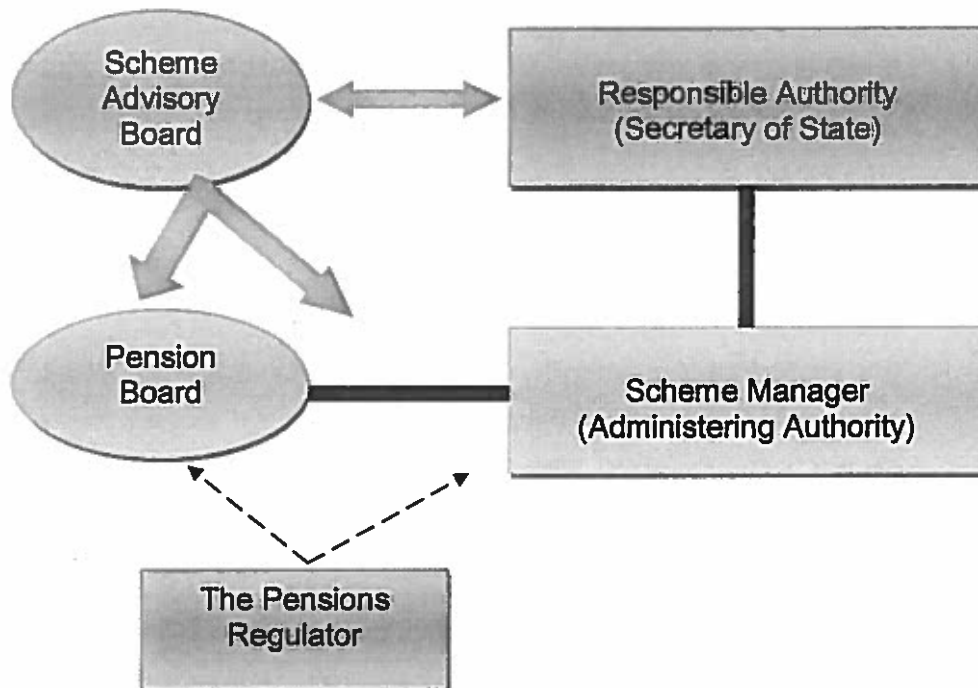 Scheme
Advisory
Board
Responsible Authority
(Secretary of State)
Pension
Board
Scheme Manager
(Administering Authority)
The Pensions
Regulator